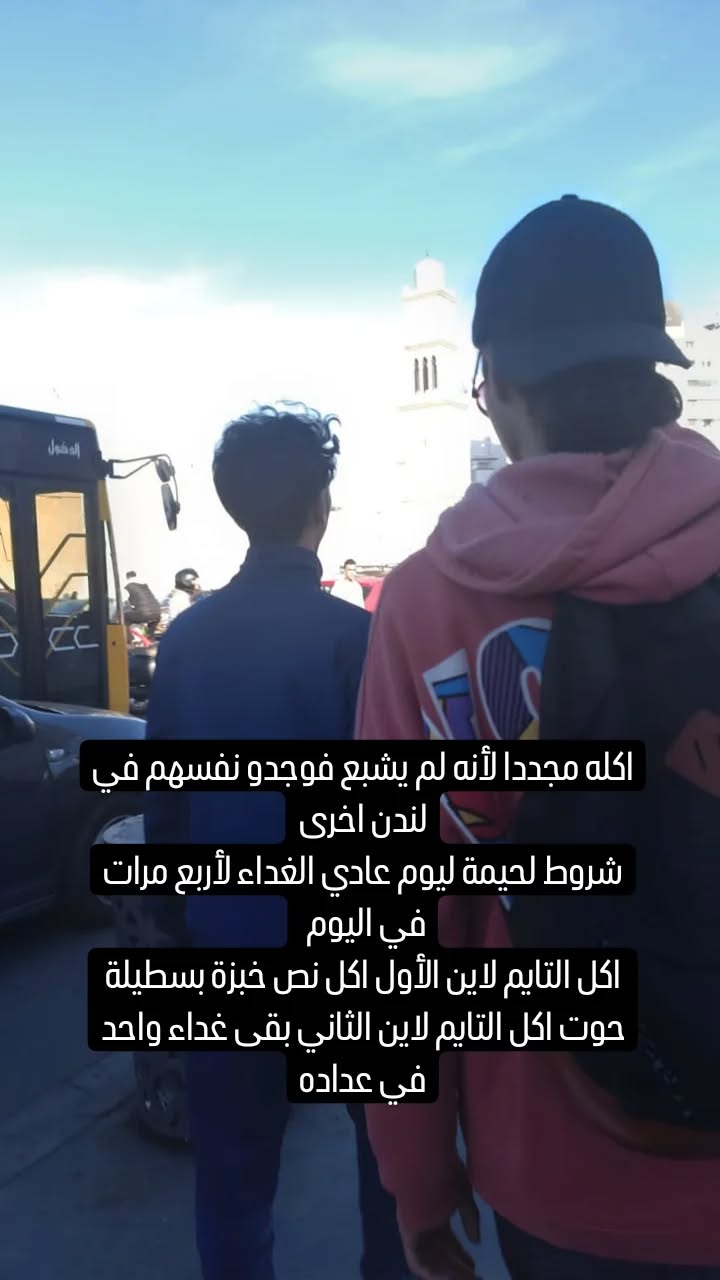 الدخول
اكله مجددا لأنه لم يشبع فوجدو نفسهم في
لندن اخرى
شروط لحيمة ليوم عادي الغداء لأربع مرات
في اليوم
اكل التايم لاين الأول اكل نص خبزة بسطيلة
حوت اكل التايم لاين الثاني بقى غداء واحد
في عداده